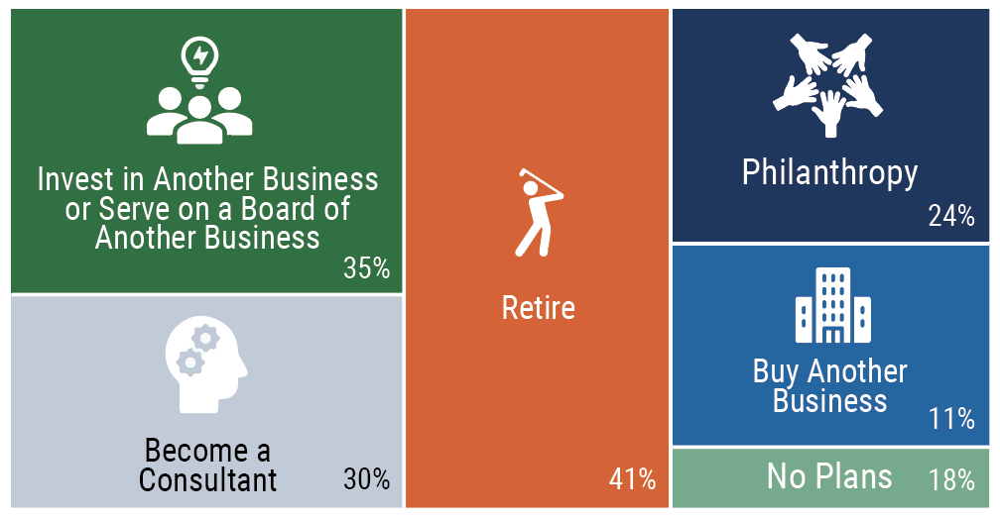 Invest in Another Business
or Serve on a Board of
Another Business
35%
Become a
Consultant
30%
Retire
41%
Philanthropy
24%
Buy Another
Business
11%
No Plans
18%